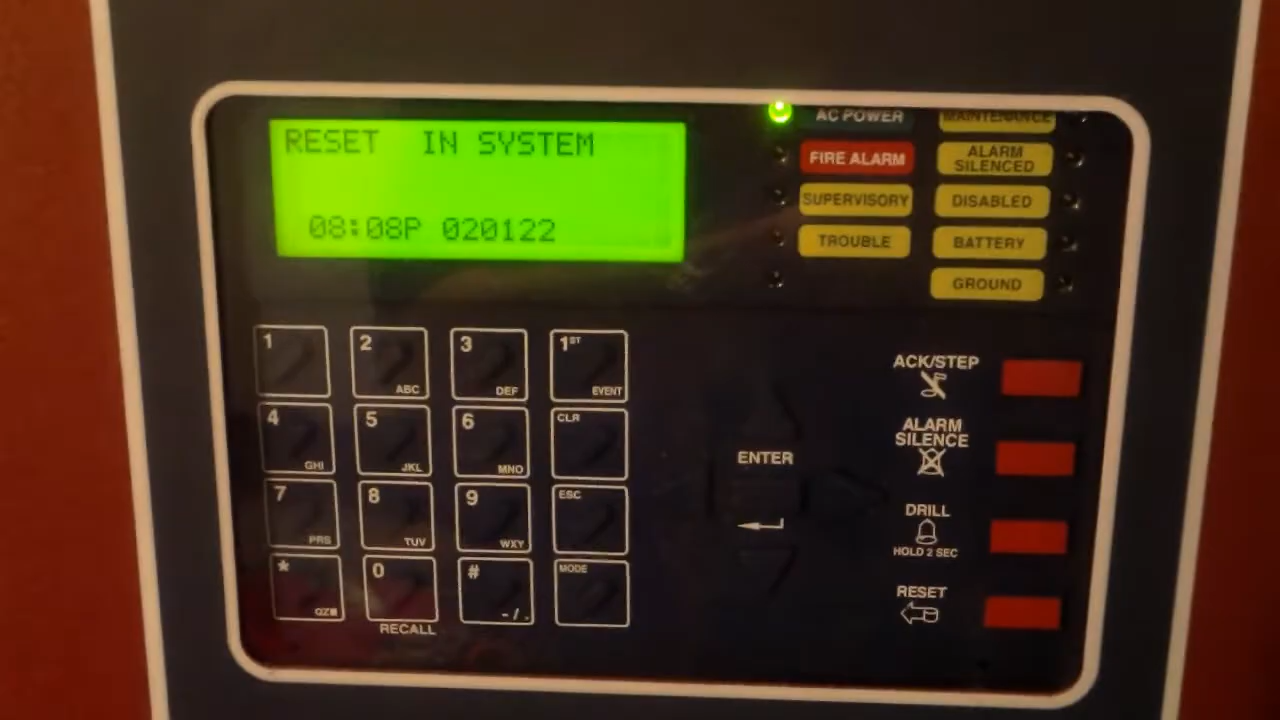 RESET IN SYSTEM
08:08P 020122
AC POWER
MAINTENANCE
FIRE ALARM
ALARM
SILENCED
SUPERVISORY
DISABLED
TROUBLE
BATTERY
GROUND
1
2
ABC
3
DEF
1ST
EVENT
4
GHI
5
JKL
6
MNO
CLR
7
PRS
8
TUV
9
WXY
ESC
*
QZ
0
#
- / .
MODE
RECALL
ENTER
ACK/STEP
ALARM
SILENCE
DRILL
HOLD 2 SEC
RESET